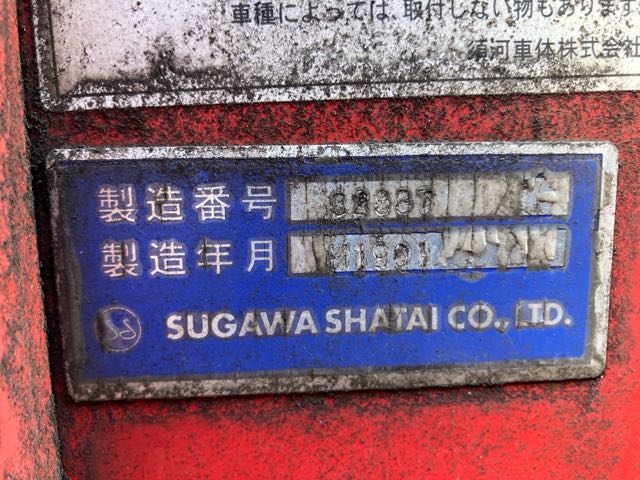 車種によっては、取付しない物もあります
須河車体株式会社
製造番号 92337
製造年月
SUGAWA SHATAI CO., LTD.